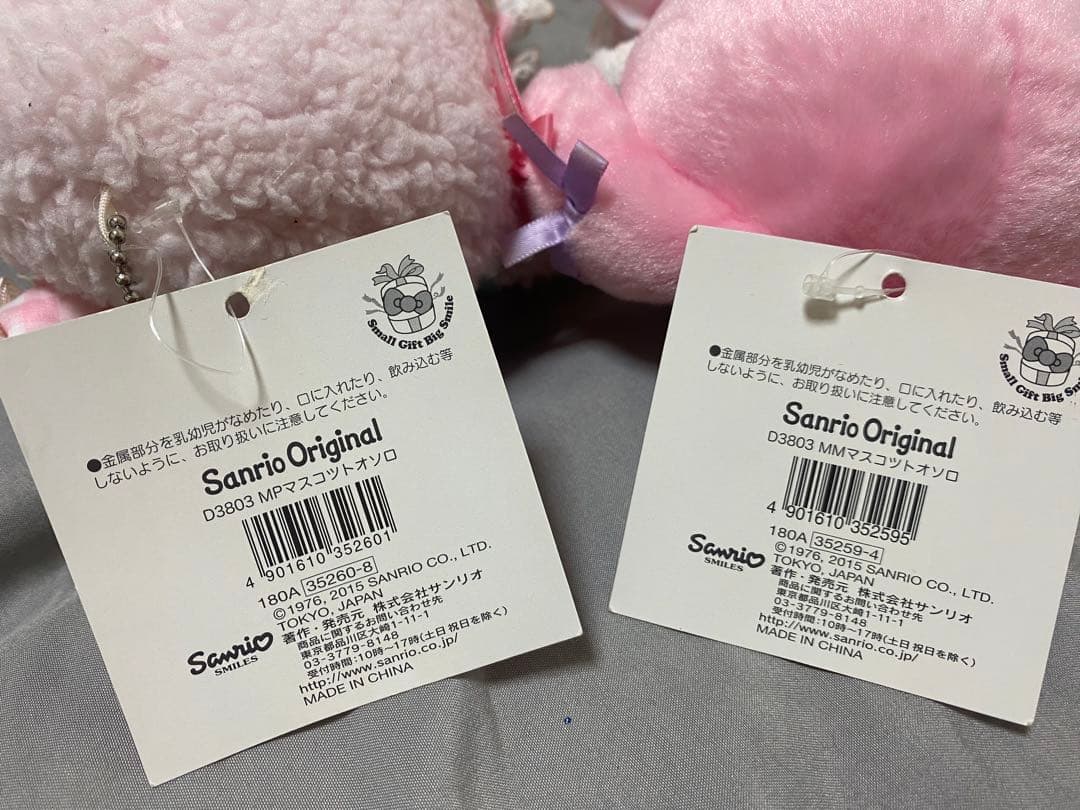 Small Gift Big Smile
●金属部分を乳幼児がなめたり、口に入れたり、飲み込む等
しないように、お取り扱いに注意してください。
Sanrio Original
D3803 MPマスコットオソロ
4 901610 352601
180A 35260-8
©1976, 2015 SANRIO CO., LTD.
TOKYO, JAPAN
著作・発売元 株式会社サンリオ
商品に関するお問い合わせ先
東京都品川区大崎1-11-1
03-3779-8148
受付時間:10時〜17時(土日祝日を除く)
http://www.sanrio.co.jp/
MADE IN CHINA
Sanrio
SMILES
Small Gift Big Sm
●金属部分を乳幼児がなめたり、口に入れたり、飲み込む等
しないように、お取り扱いに注意してください。
Sanrio Original
D3803 MMマスコットオソロ
4 901610 352595
180A 35259-4
©1976, 2015 SANRIO CO., LTD.
TOKYO, JAPAN
著作・発売元 株式会社サンリオ
商品に関するお問い合わせ先
東京都品川区大崎1-11-1
03-3779-8148
受付時間:10時〜17時(土日祝日を除く)
http://www.sanrio.co.jp/
MADE IN CHINA
Sanrio
SMILES